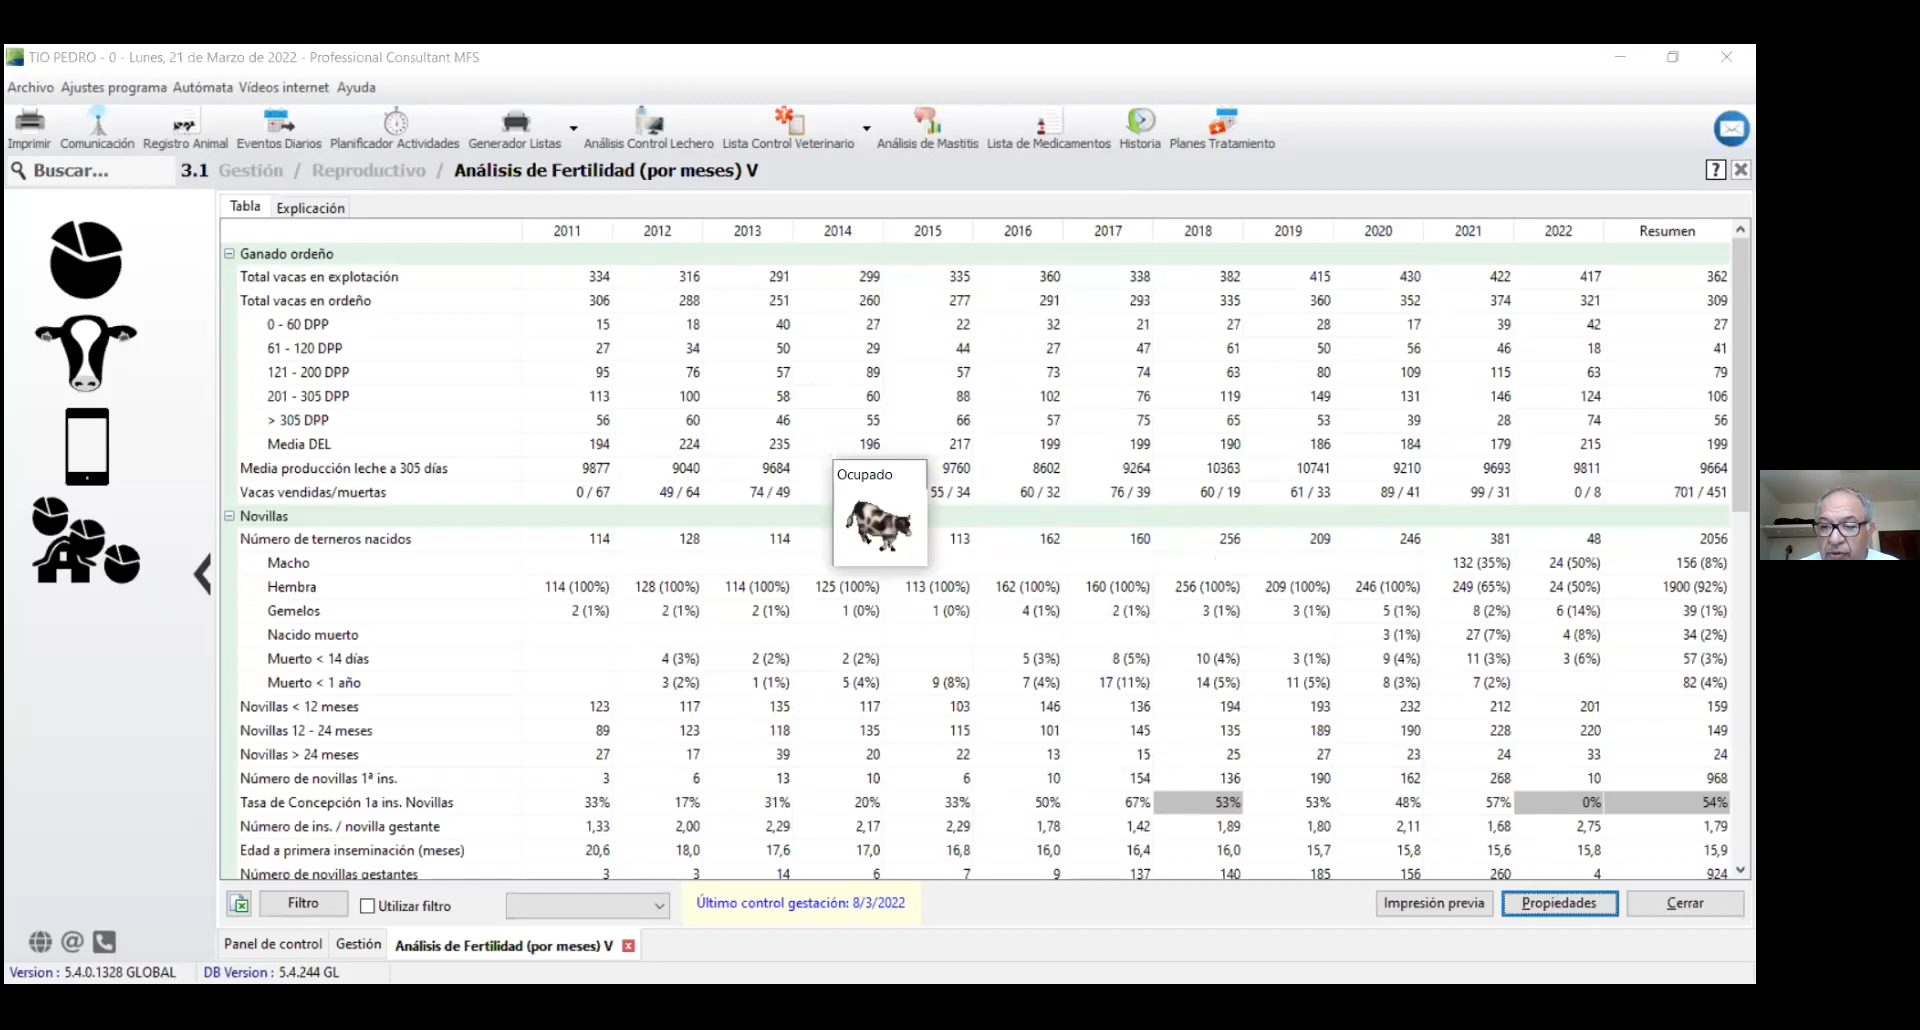 TIO PEDRO - 0 - Lunes, 21 de Marzo de 2022 - Professional Consultant MFS
Archivo Ajustes programa Autómata Vídeos internet Ayuda
Imprimir Comunicación Registro Animal Eventos Diarios Planificador Actividades Generador Listas Análisis Control Lechero Lista Control Veterinario Análisis de Mastitis Lista de Medicamentos Historia Planes Tratamiento
Buscar... 3.1 Gestión / Reproductivo / Análisis de Fertilidad (por meses) V ?
Tabla Explicación
2011 2012 2013 2014 2015 2016 2017 2018 2019 2020 2021 2022 Resumen
Ganado ordeño
Total vacas en explotación 334 316 291 299 335 360 338 382 415 430 422 417 362
Total vacas en ordeño 306 288 251 260 277 291 293 335 360 352 374 321 309
0 - 60 DPP 15 18 40 27 22 32 21 27 28 17 39 42 27
61 - 120 DPP 27 34 50 29 44 27 47 61 50 56 46 18 41
121 - 200 DPP 95 76 57 89 57 73 74 63 80 109 115 63 79
201 - 305 DPP 113 100 58 60 88 102 76 119 149 131 146 124 106
> 305 DPP 56 60 46 55 66 57 75 65 53 39 28 74 56
Media DEL 194 224 235 196 217 199 199 190 186 184 179 215 199
Media producción leche a 305 días 9877 9040 9684 9760 8602 9264 10363 10741 9210 9693 9811 9664
Ocupado
Vacas vendidas/muertas 0 / 67 49 / 64 74 / 49 55 / 34 60 / 32 76 / 39 60 / 19 61 / 33 89 / 41 99 / 31 0 / 8 701 / 451
Novillas
Número de terneros nacidos 114 128 114 113 162 160 256 209 246 381 48 2056
Macho 132 (35%) 24 (50%) 156 (8%)
Hembra 114 (100%) 128 (100%) 114 (100%) 125 (100%) 113 (100%) 162 (100%) 160 (100%) 256 (100%) 209 (100%) 246 (100%) 249 (65%) 24 (50%) 1900 (92%)
Gemelos 2 (1%) 2 (1%) 2 (1%) 1 (0%) 1 (0%) 4 (1%) 2 (1%) 3 (1%) 3 (1%) 5 (1%) 8 (2%) 6 (14%) 39 (1%)
Nacido muerto 3 (1%) 27 (7%) 4 (8%) 34 (2%)
Muerto < 14 días 4 (3%) 2 (2%) 2 (2%) 5 (3%) 8 (5%) 10 (4%) 3 (1%) 9 (4%) 11 (3%) 3 (6%) 57 (3%)
Muerto < 1 año 3 (2%) 1 (1%) 5 (4%) 9 (8%) 7 (4%) 17 (11%) 14 (5%) 11 (5%) 8 (3%) 7 (2%) 82 (4%)
Novillas < 12 meses 123 117 135 117 103 146 136 194 193 232 212 201 159
Novillas 12 - 24 meses 89 123 118 135 115 101 145 135 189 190 228 220 149
Novillas > 24 meses 27 17 39 20 22 13 15 25 27 23 24 33 24
Número de novillas 1ª ins. 3 6 13 10 6 10 154 136 190 162 268 10 968
Tasa de Concepción 1a ins. Novillas 33% 17% 31% 20% 33% 50% 67% 53% 53% 48% 57% 0% 54%
Número de ins. / novilla gestante 1,33 2,00 2,29 2,17 2,29 1,78 1,42 1,89 1,80 2,11 1,68 2,75 1,79
Edad a primera inseminación (meses) 20,6 18,0 17,6 17,0 16,8 16,0 16,4 16,0 15,7 15,8 15,6 15,8 15,9
Número de novillas gestantes 3 3 14 6 7 9 137 140 185 156 260 4 924
Filtro Utilizar filtro Último control gestación: 8/3/2022 Impresión previa Propiedades Cerrar
Panel de control Gestión Análisis de Fertilidad (por meses) V
Version : 5.4.0.1328 GLOBAL DB Version : 5.4.244 GL